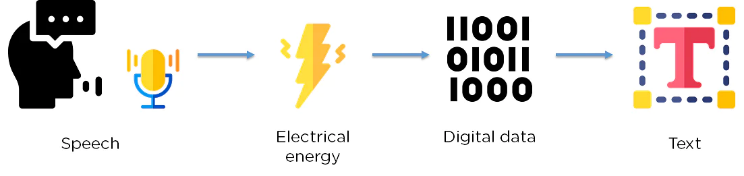 11001
01011
1000
T
Speech
Electrical
energy
Digital data
Text